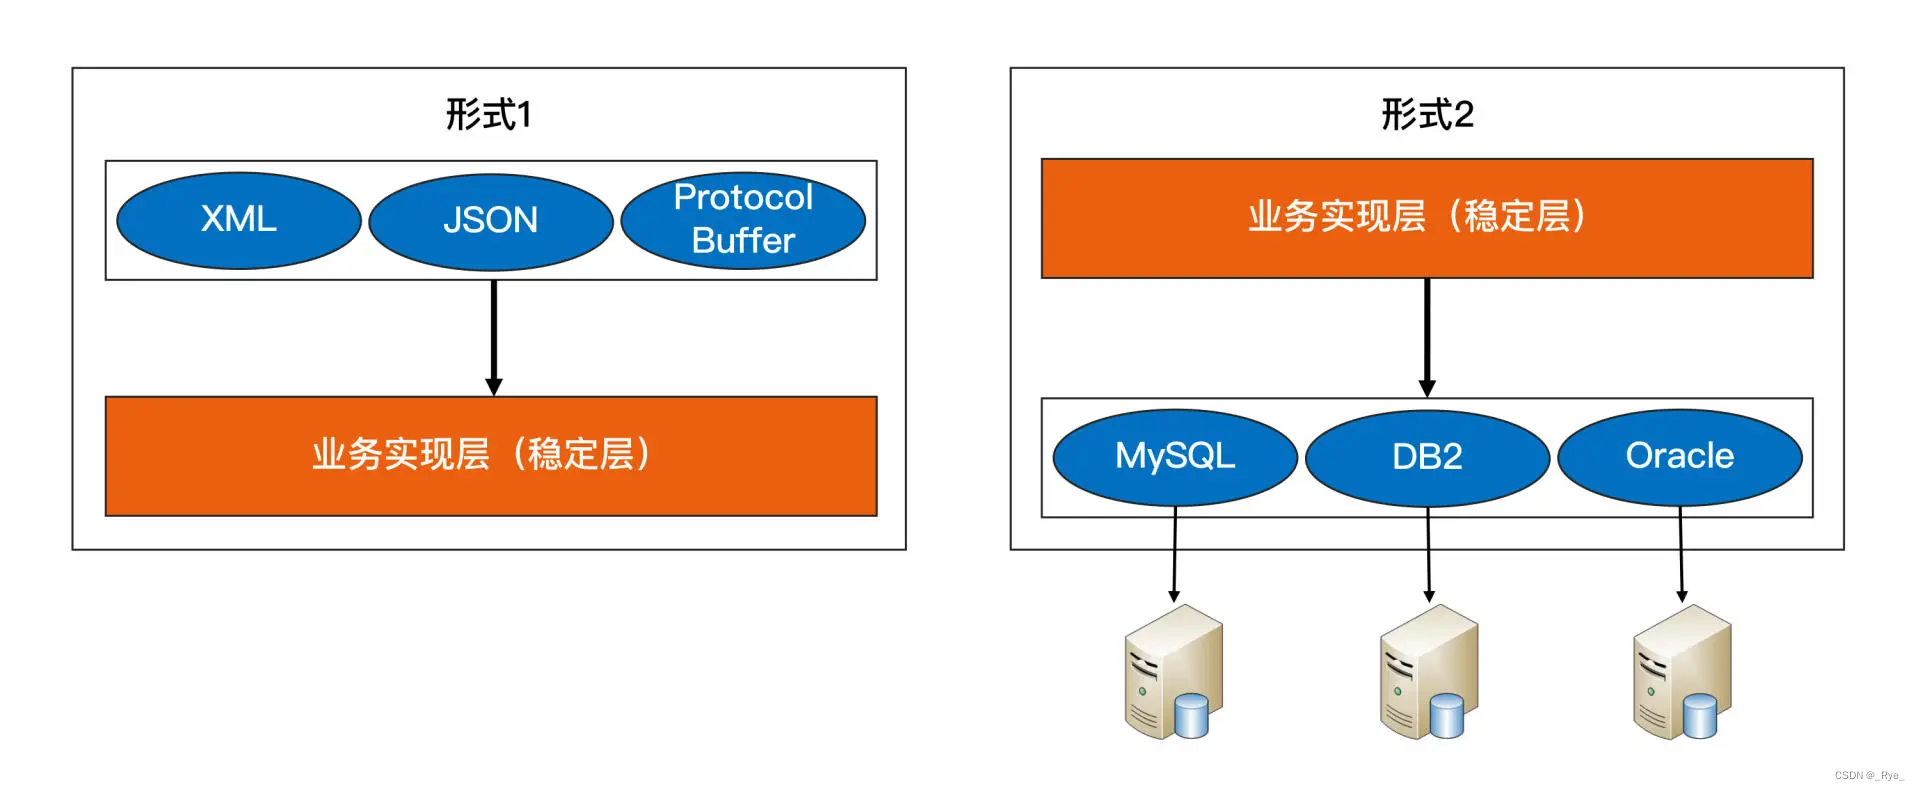 形式1
XML
JSON
Protocol
Buffer
业务实现层（稳定层）
形式2
业务实现层（稳定层）
MySQL
DB2
Oracle
CSDN @_Rye_